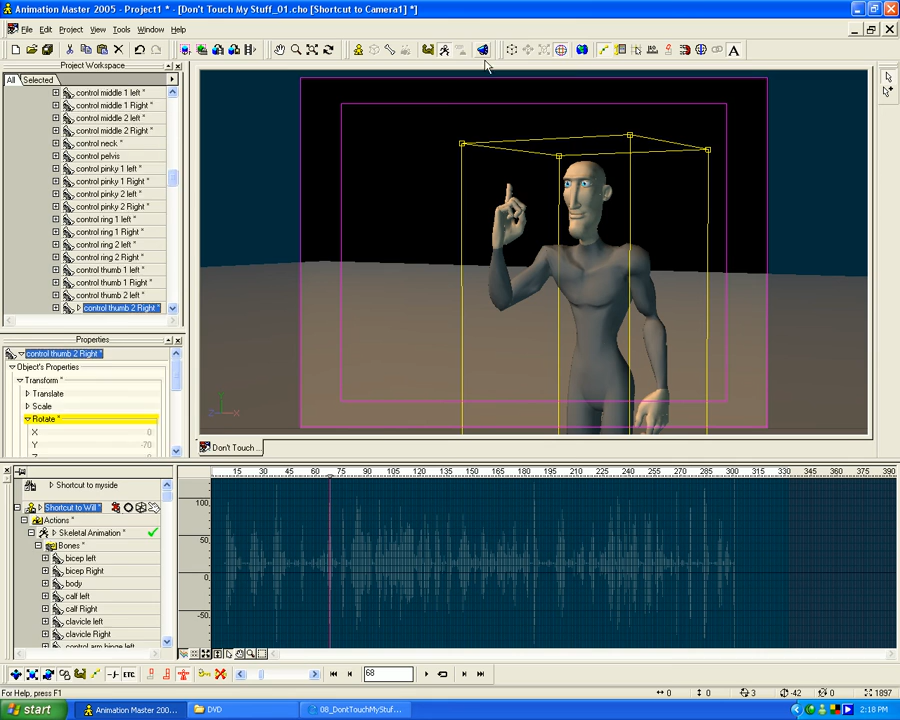 Animation Master 2005 - Project1 * - [Don't Touch My Stuff_01.cho [Shortcut to Camera1] *]
File Edit Project View Tools Window Help
Project Workspace
All Selected
control middle 1 left *
control middle 1 Right *
control middle 2 left *
control middle 2 Right *
control neck *
control pelvis
control pinky 1 left *
control pinky 1 Right *
control pinky 2 left *
control pinky 2 Right *
control ring 1 left *
control ring 1 Right *
control ring 2 left *
control ring 2 Right *
control thumb 1 left *
control thumb 1 Right *
control thumb 2 left *
control thumb 2 Right *
Properties
control thumb 2 Right *
Object's Properties
Transform *
Translate
Scale
Rotate *
X 0
Y -70
Don't Touch ...
15 30 45 60 75 90 105 120 135 150 165 180 195 210 225 240 255 270 285 300 315 330 345 360 375 390
Shortcut to myside
100
Shortcut to Will *
Actions *
Skeletal Animation *
50
Bones *
bicep left
bicep Right
0
body
calf left
calf Right
-50
clavicle left
clavicle Right
control arm hinge left
ETC.
68
For Help, press F1
0 0 3 -42 0 1897
start
Animation Master 200...
DVD
08_DontTouchMyStuf...
2:18 PM